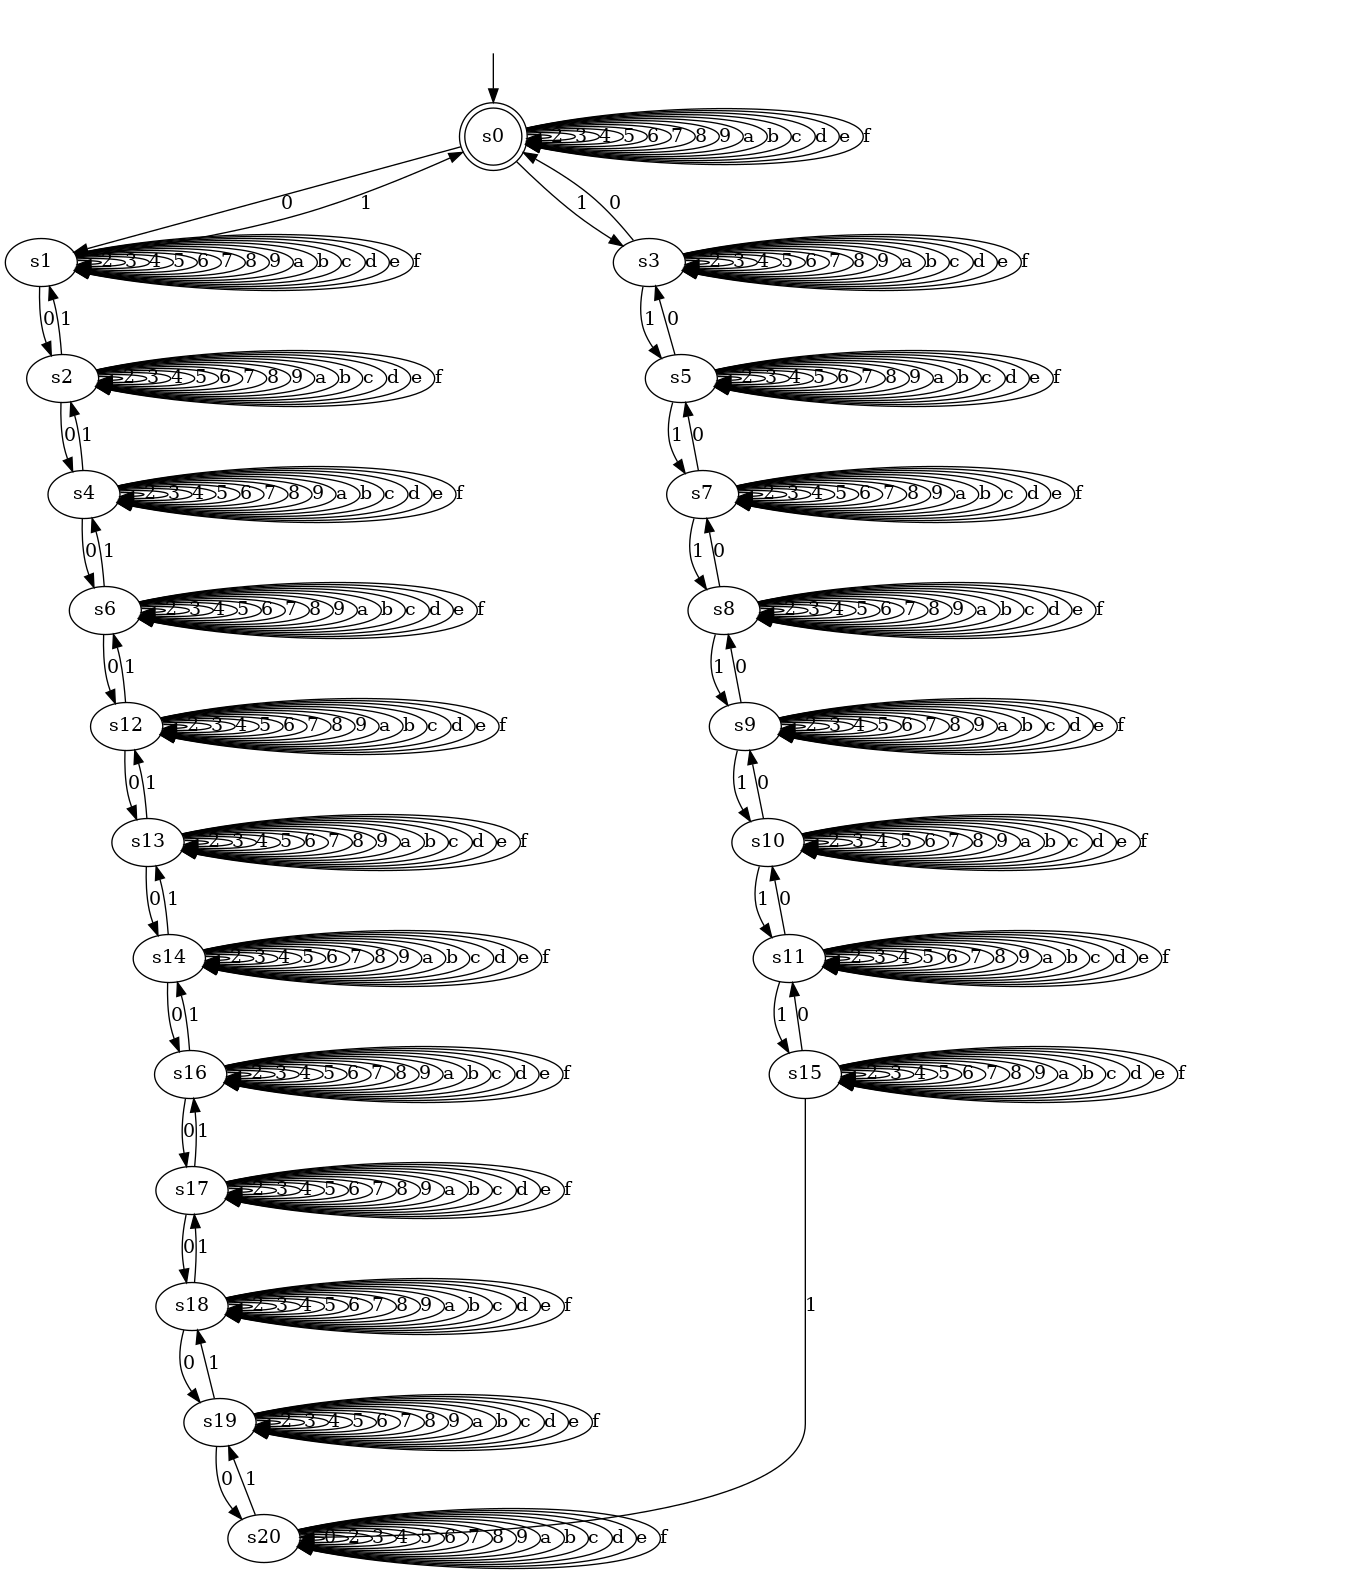 s0 2 3 4 5 6 7 8 9 a b c d e f
0 1 1 0
s1 2 3 4 5 6 7 8 9 a b c d e f s3 2 3 4 5 6 7 8 9 a b c d e f
0 1 1 0
s2 2 3 4 5 6 7 8 9 a b c d e f s5 2 3 4 5 6 7 8 9 a b c d e f
0 1 1 0
s4 2 3 4 5 6 7 8 9 a b c d e f s7 2 3 4 5 6 7 8 9 a b c d e f
0 1 1 0
s6 2 3 4 5 6 7 8 9 a b c d e f s8 2 3 4 5 6 7 8 9 a b c d e f
0 1 1 0
s12 2 3 4 5 6 7 8 9 a b c d e f s9 2 3 4 5 6 7 8 9 a b c d e f
0 1 1 0
s13 2 3 4 5 6 7 8 9 a b c d e f s10 2 3 4 5 6 7 8 9 a b c d e f
0 1 1 0
s14 2 3 4 5 6 7 8 9 a b c d e f s11 2 3 4 5 6 7 8 9 a b c d e f
0 1 1 0
s16 2 3 4 5 6 7 8 9 a b c d e f s15 2 3 4 5 6 7 8 9 a b c d e f
0 1
s17 2 3 4 5 6 7 8 9 a b c d e f
0 1
s18 2 3 4 5 6 7 8 9 a b c d e f 1
0 1
s19 2 3 4 5 6 7 8 9 a b c d e f
0 1
s20 0 2 3 4 5 6 7 8 9 a b c d e f